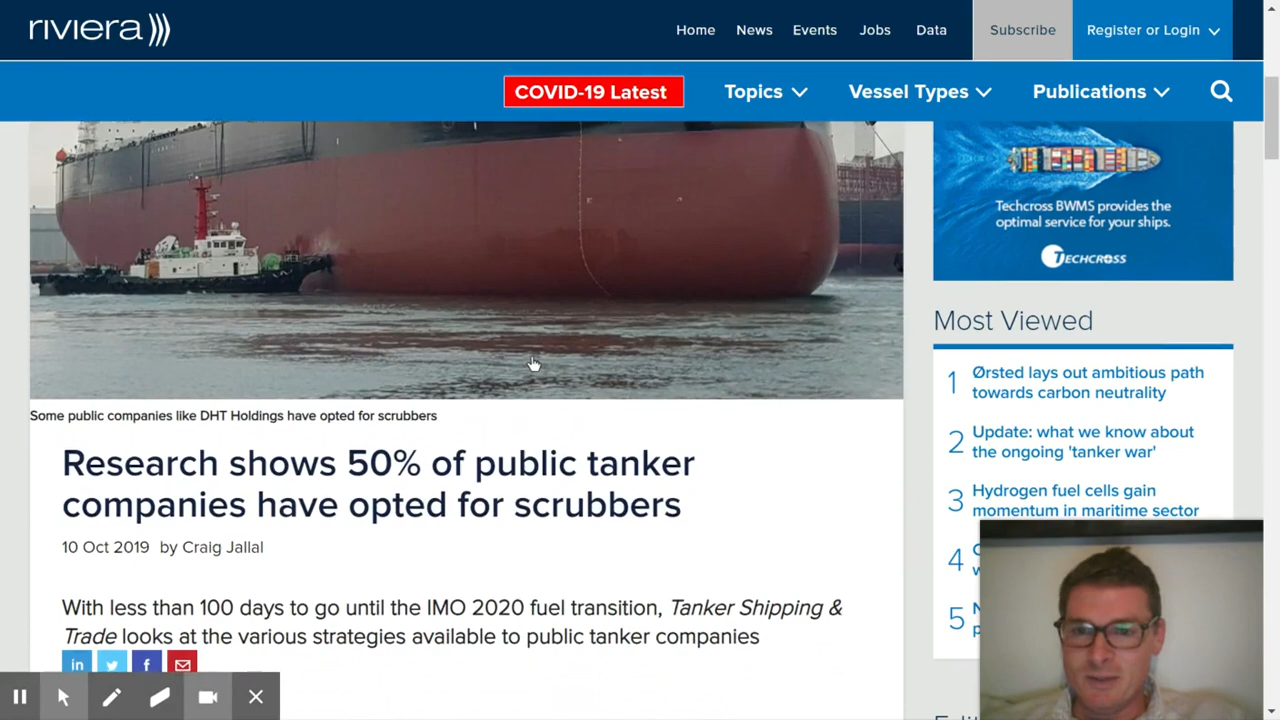 riviera
Home News Events Jobs Data Subscribe Register or Login
COVID-19 Latest Topics Vessel Types Publications
Techcross BWMS provides the
optimal service for your ships.
TECHCROSS
Some public companies like DHT Holdings have opted for scrubbers
Research shows 50% of public tanker
companies have opted for scrubbers
10 Oct 2019 by Craig Jallal
With less than 100 days to go until the IMO 2020 fuel transition, Tanker Shipping &
Trade looks at the various strategies available to public tanker companies
in
f
Most Viewed
1 Ørsted lays out ambitious path
towards carbon neutrality
2 Update: what we know about
the ongoing 'tanker war'
3 Hydrogen fuel cells gain
momentum in maritime sector
4
5